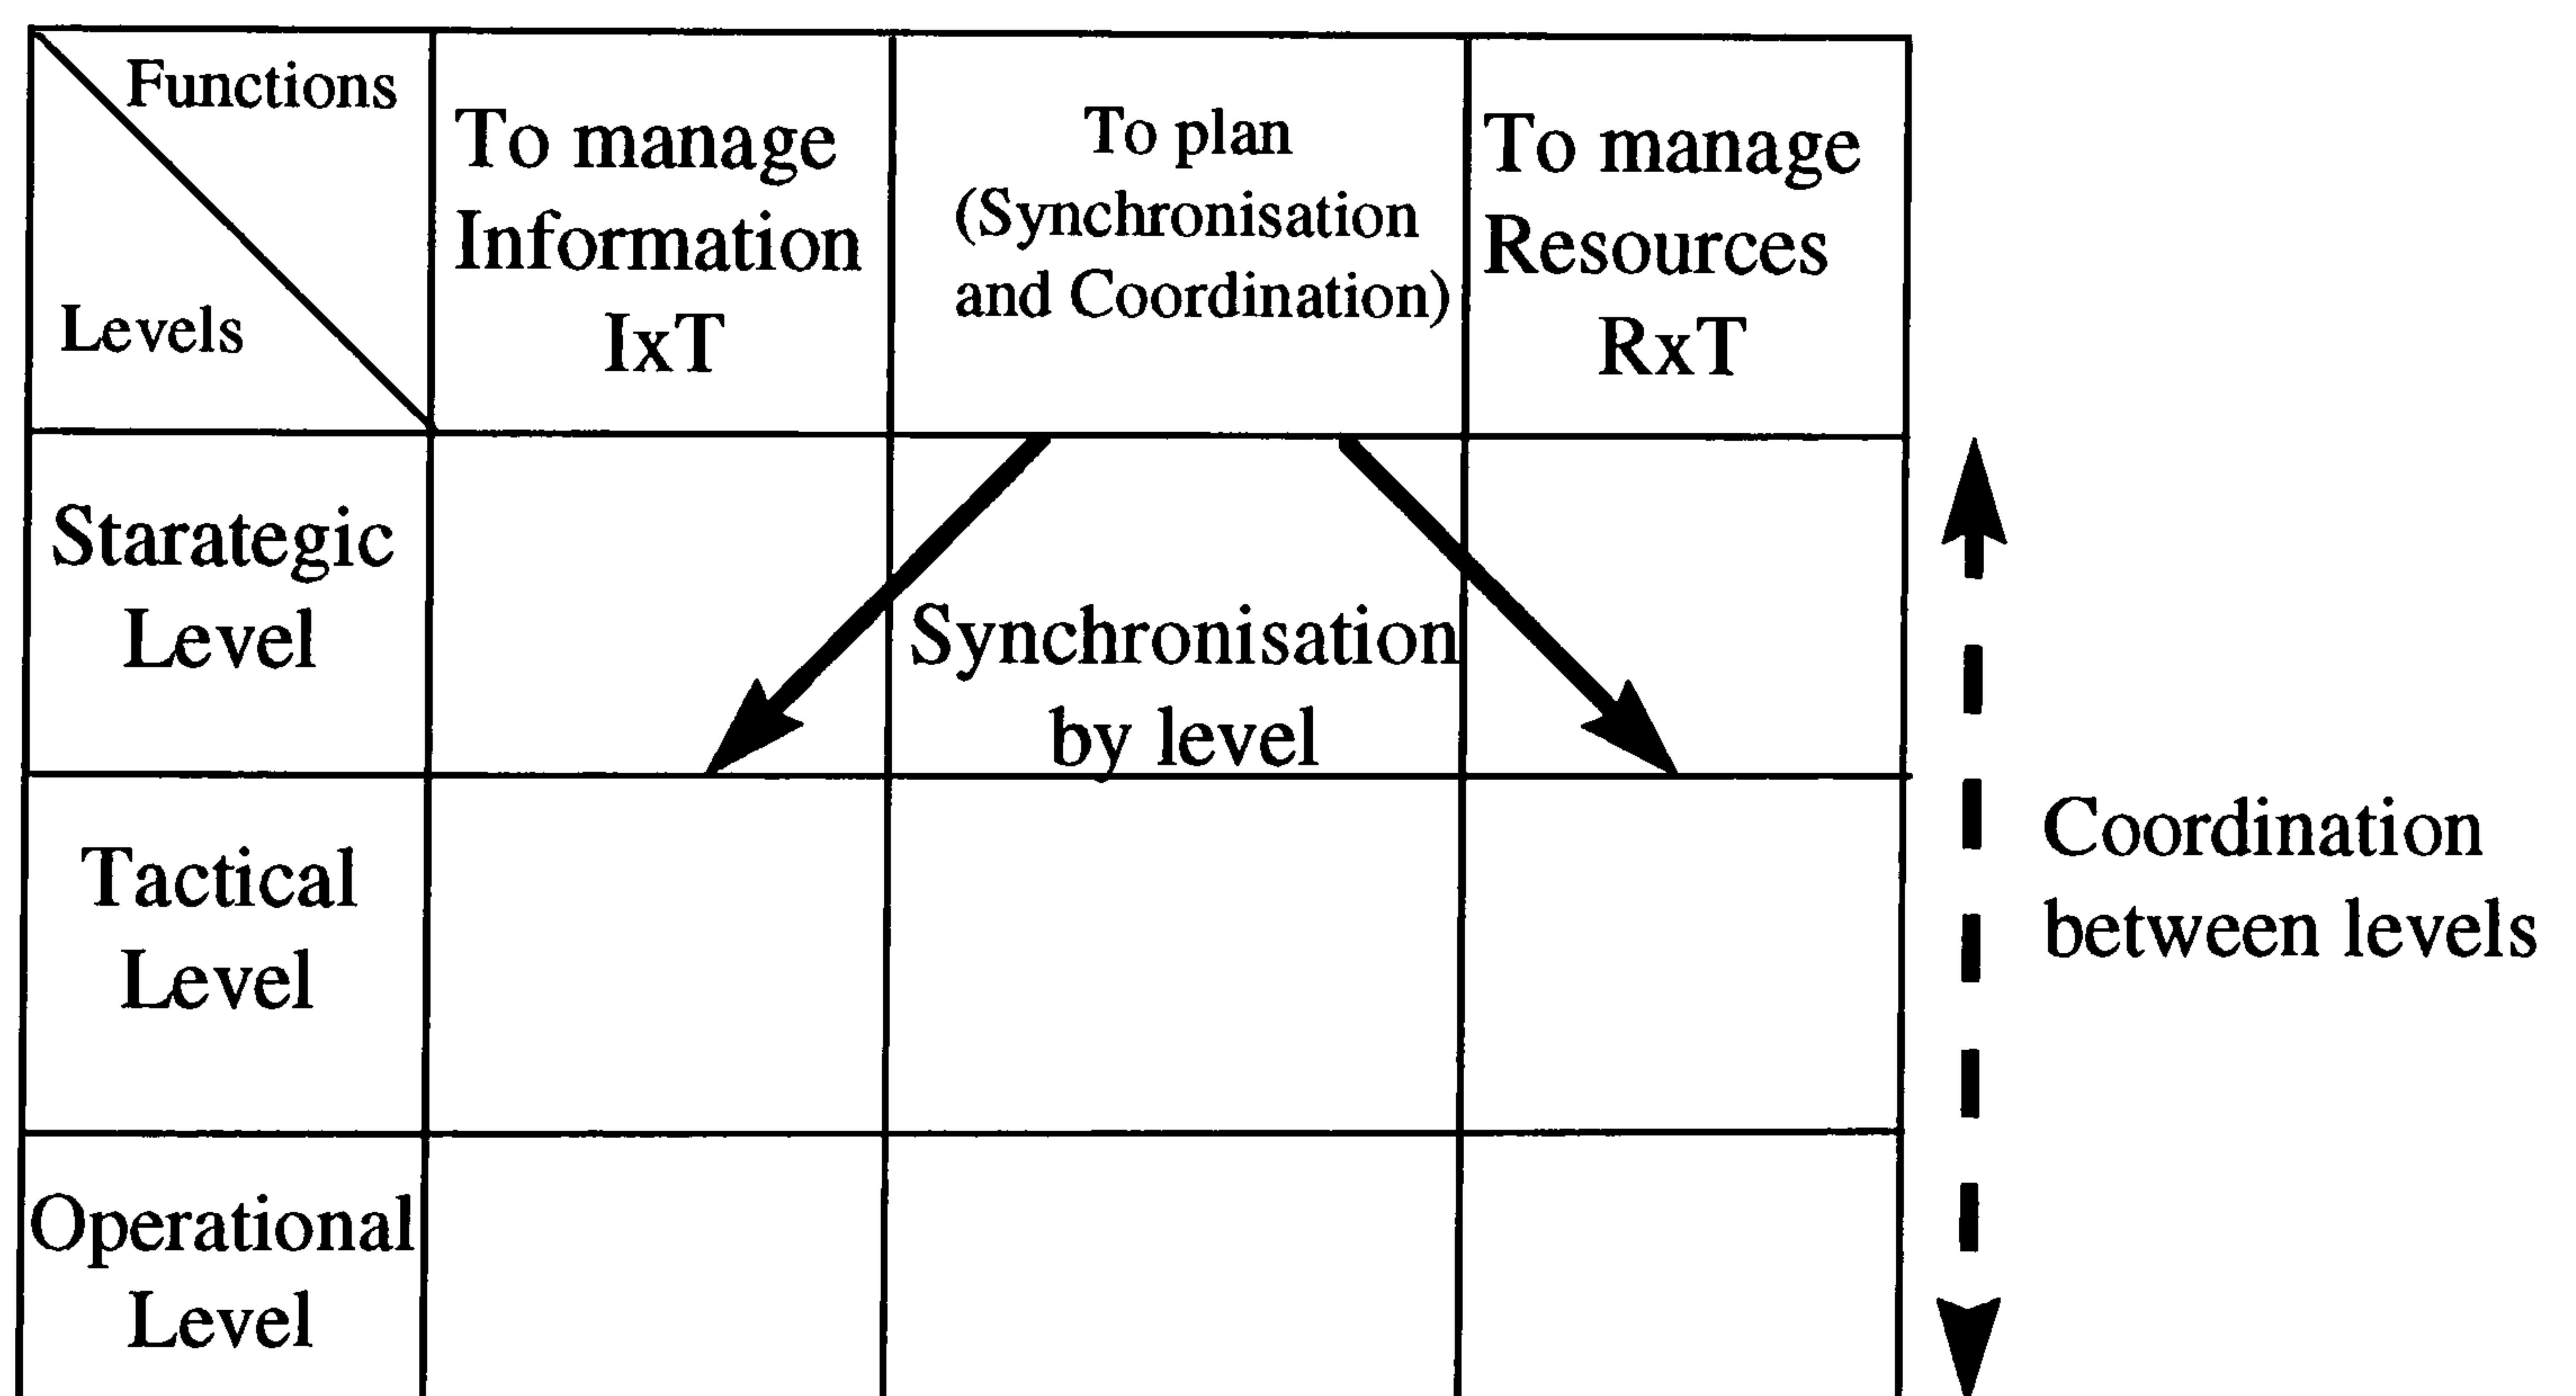 Functions
Levels
To manage
Information
IxT
To plan
(Synchronisation
and Coordination)
To manage
Resources
RxT
Starategic
Level
Synchronisation
by level
Tactical
Level
Operational
Level
Coordination
between levels